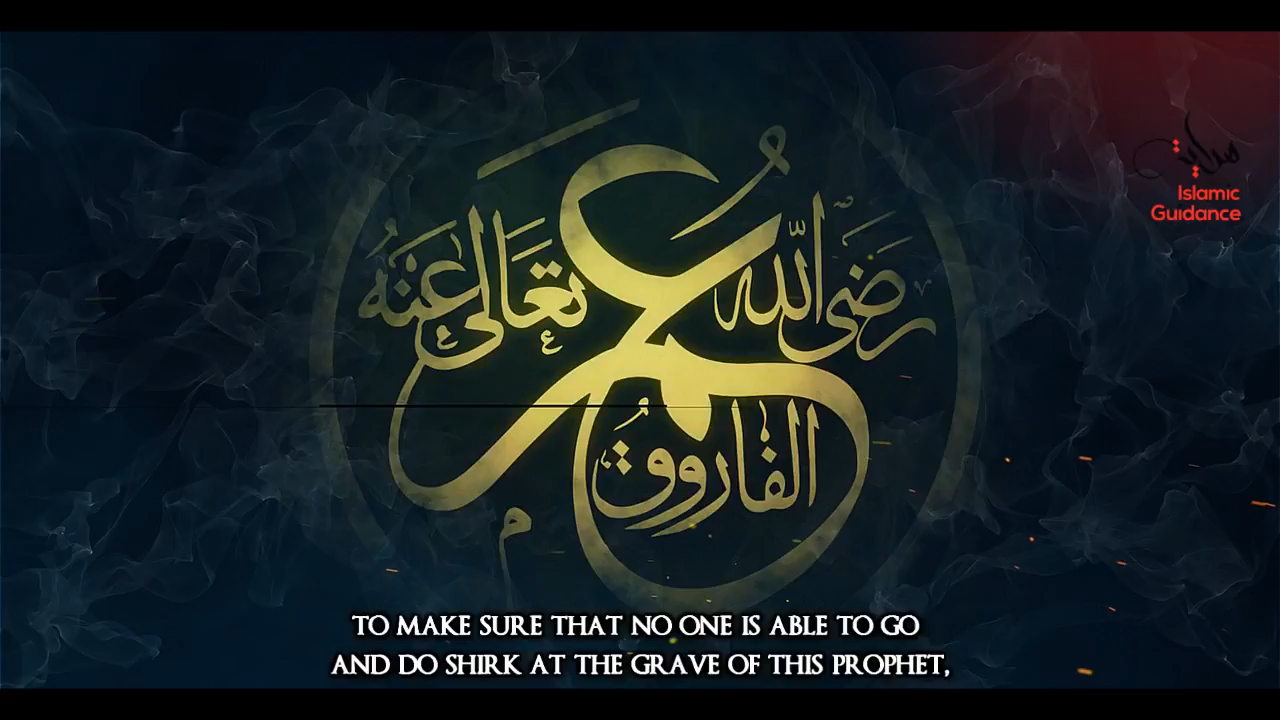 هداية
Islamic
Guidance
عمر
رضي الله تعالى عنه
الفاروق
TO MAKE SURE THAT NO ONE IS ABLE TO GO
AND DO SHIRK AT THE GRAVE OF THIS PROPHET,